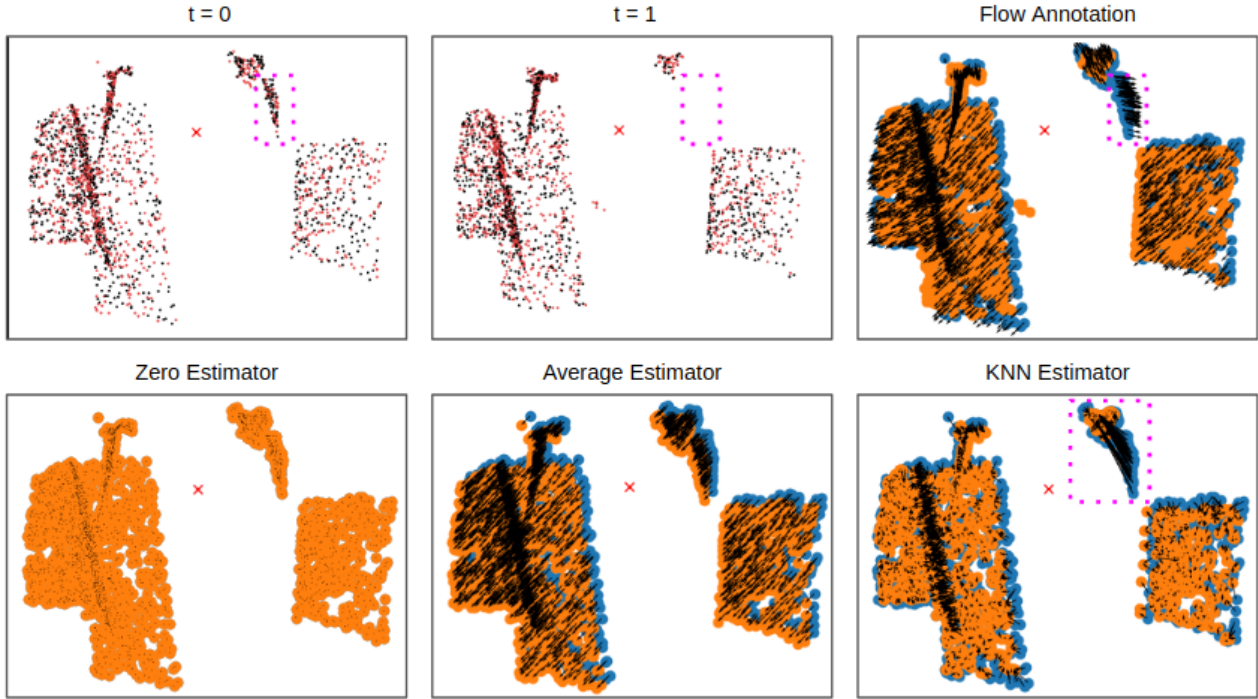 t = 0
t = 1
Flow Annotation
Zero Estimator
Average Estimator
KNN Estimator